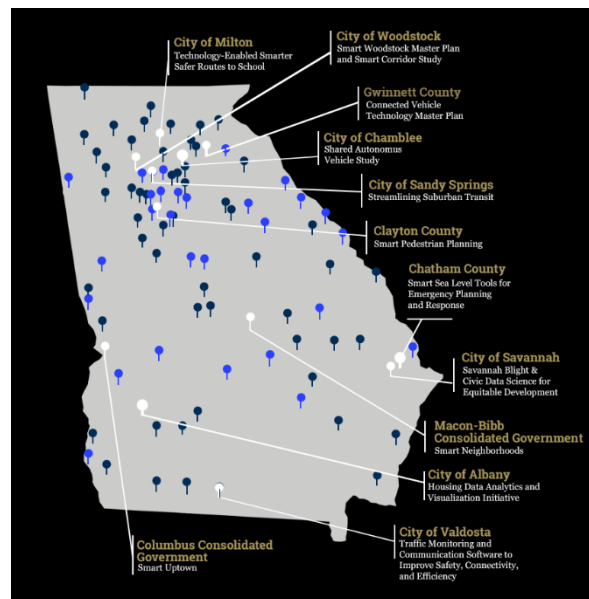 City of Milton
Technology-Enabled Smarter
Safer Routes to School
City of Woodstock
Smart Woodstock Master Plan
and Smart Corridor Study
Gwinnett County
Connected Vehicle
Technology Master Plan
City of Chamblee
Shared Autonomus
Vehicle Study
City of Sandy Springs
Streamlining Suburban Transit
Clayton County
Smart Pedestrian Planning
Chatham County
Smart Sea Level Tools for
Emergency Planning
and Response
City of Savannah
Savannah Blight &
Civic Data Science for
Equitable Development
Macon-Bibb
Consolidated Government
Smart Neighborhoods
City of Albany
Housing Data Analytics and
Visualization Initiative
City of Valdosta
Traffic Monitoring and
Communication Software to
Improve Safety, Connectivity,
and Efficiency
Columbus Consolidated
Government
Smart Uptown